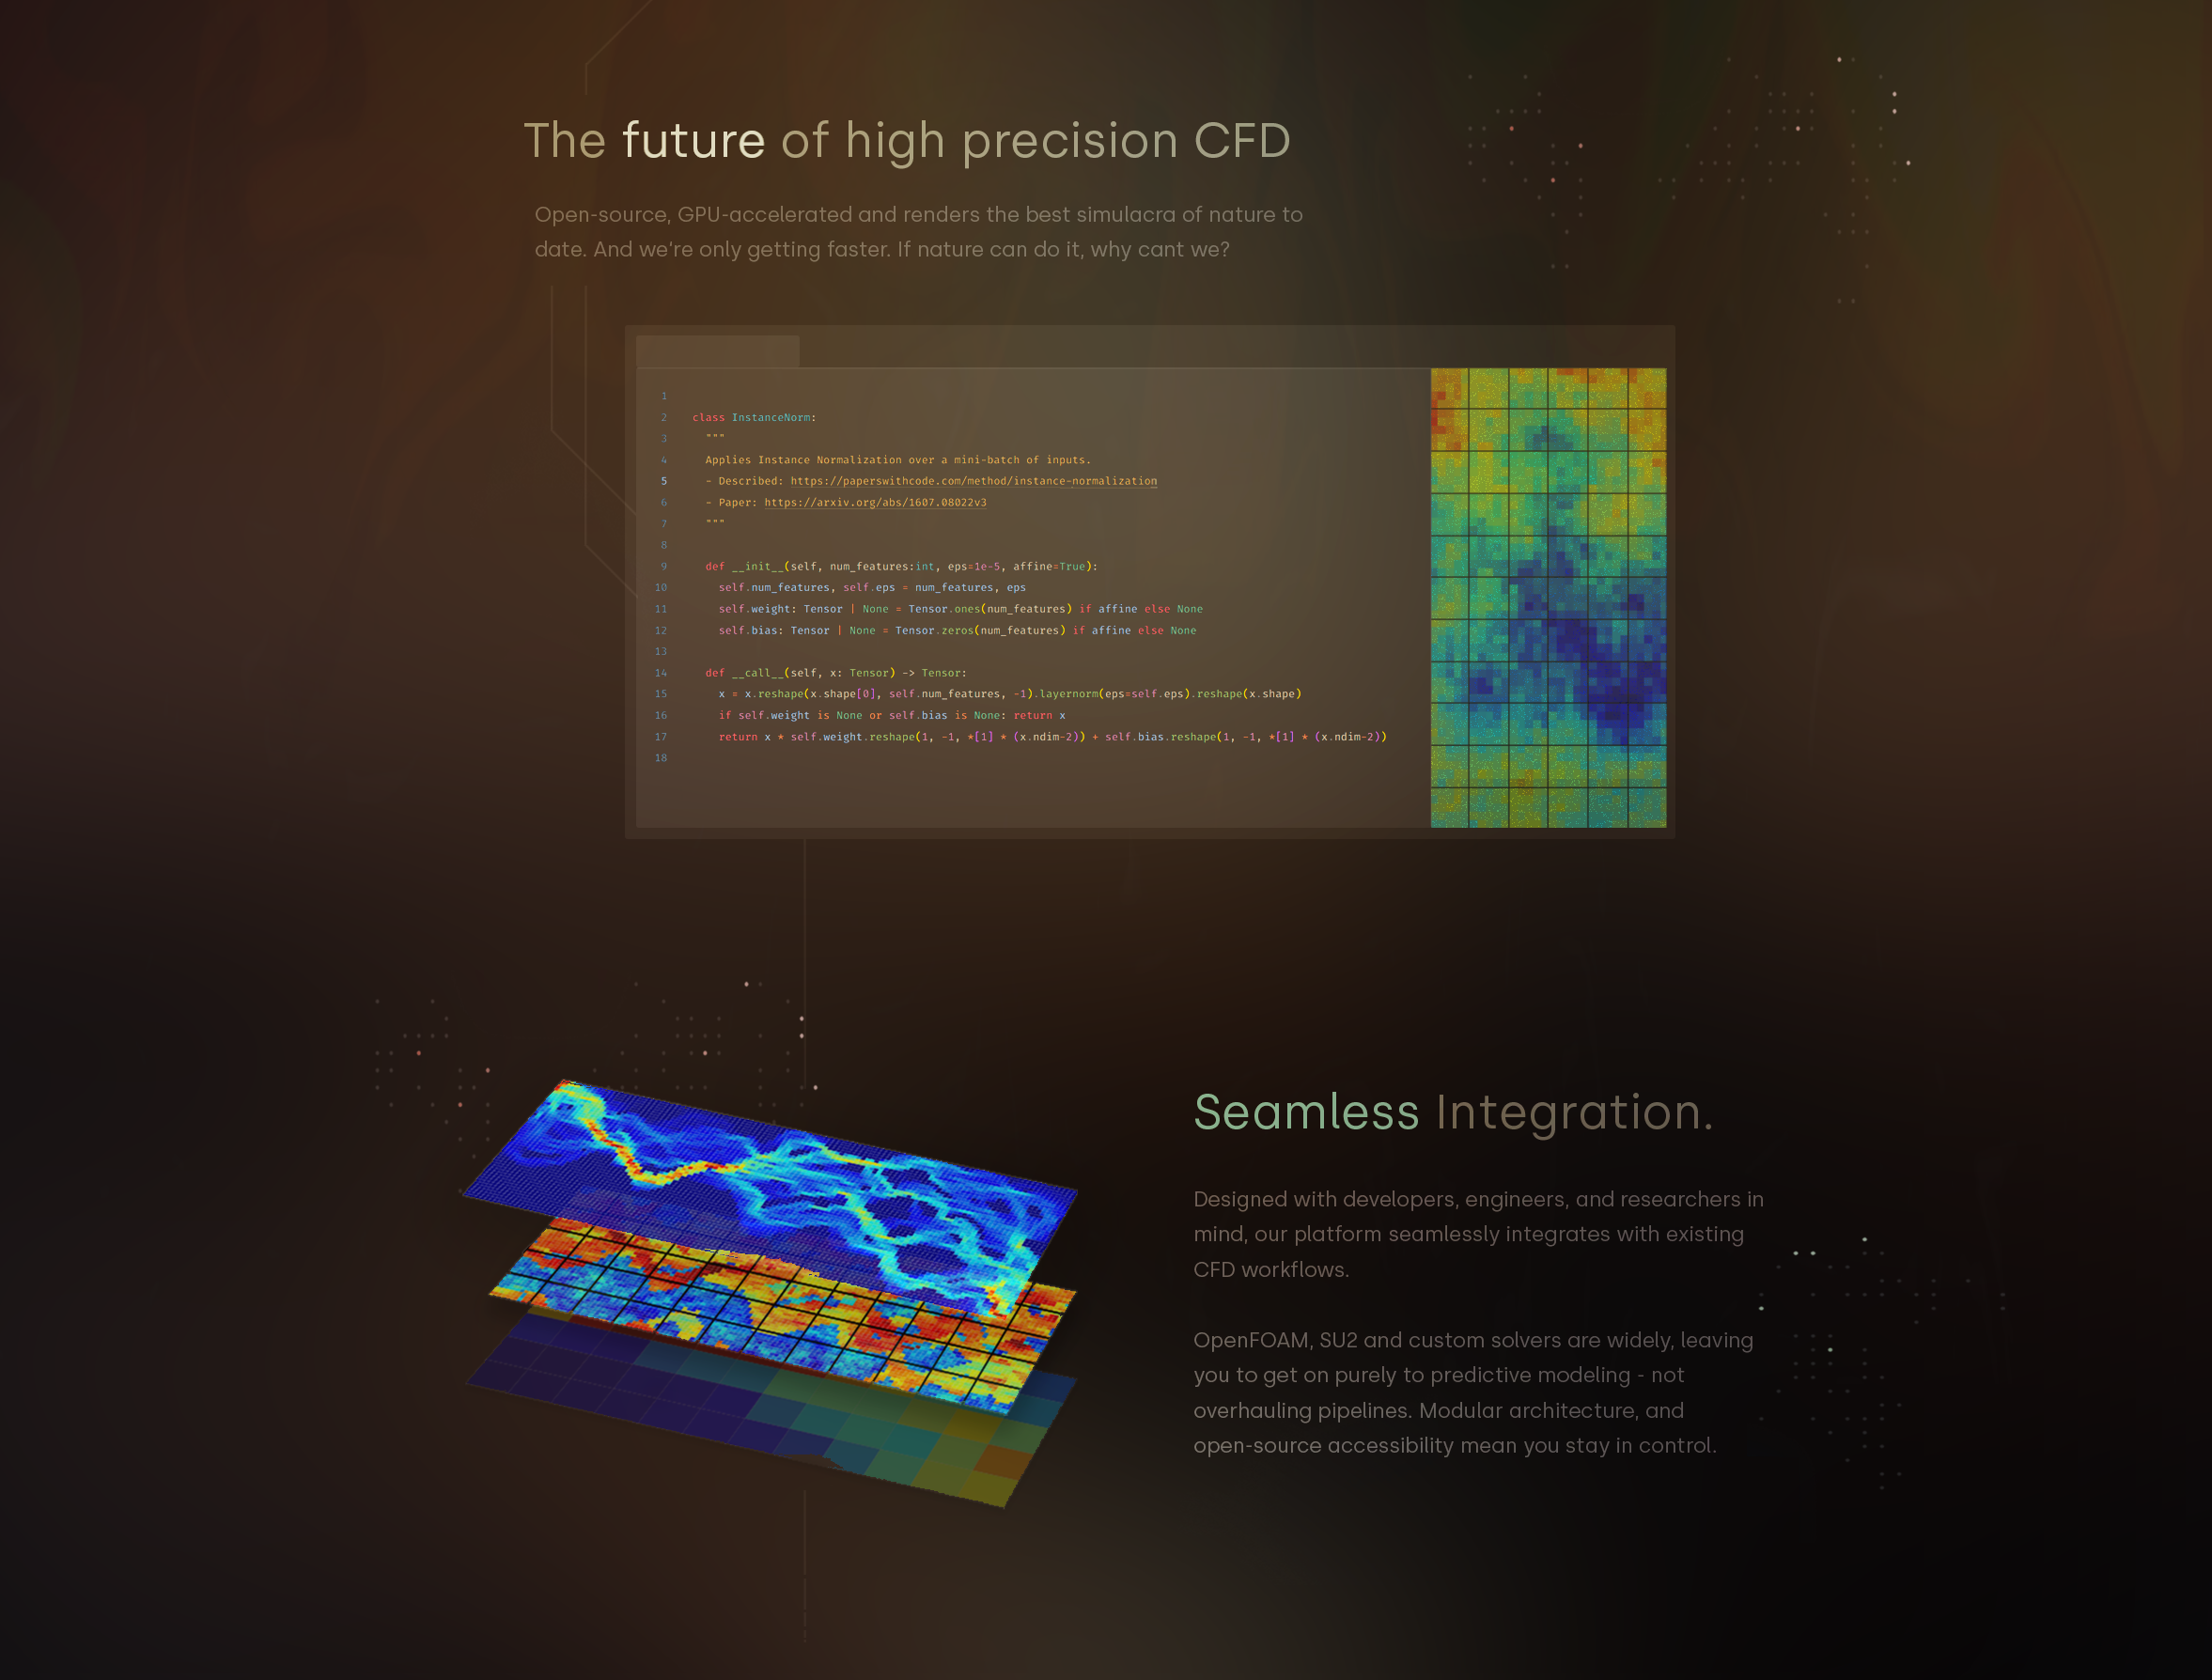 The future of high precision CFD
Open-source, GPU-accelerated and renders the best simulacra of nature to
date. And we're only getting faster. If nature can do it, why cant we?
1
2 class InstanceNorm:
3 """
4 Applies Instance Normalization over a mini-batch of inputs.
5 - Described: https://paperswithcode.com/method/instance-normalization
6 - Paper: https://arxiv.org/abs/1607.08022v3
7 """
8
9 def __init__(self, num_features:int, eps=1e-5, affine=True):
10 self.num_features, self.eps = num_features, eps
11 self.weight: Tensor | None = Tensor.ones(num_features) if affine else None
12 self.bias: Tensor | None = Tensor.zeros(num_features) if affine else None
13
14 def __call__(self, x: Tensor) -> Tensor:
15 x = x.reshape(x.shape[0], self.num_features, -1).layernorm(eps=self.eps).reshape(x.shape)
16 if self.weight is None or self.bias is None: return x
17 return x * self.weight.reshape(1, -1, *[1] * (x.ndim-2)) + self.bias.reshape(1, -1, *[1] * (x.ndim-2))
18
Seamless Integration.
Designed with developers, engineers, and researchers in
mind, our platform seamlessly integrates with existing
CFD workflows.
OpenFOAM, SU2 and custom solvers are widely, leaving
you to get on purely to predictive modeling - not
overhauling pipelines. Modular architecture, and
open-source accessibility mean you stay in control.